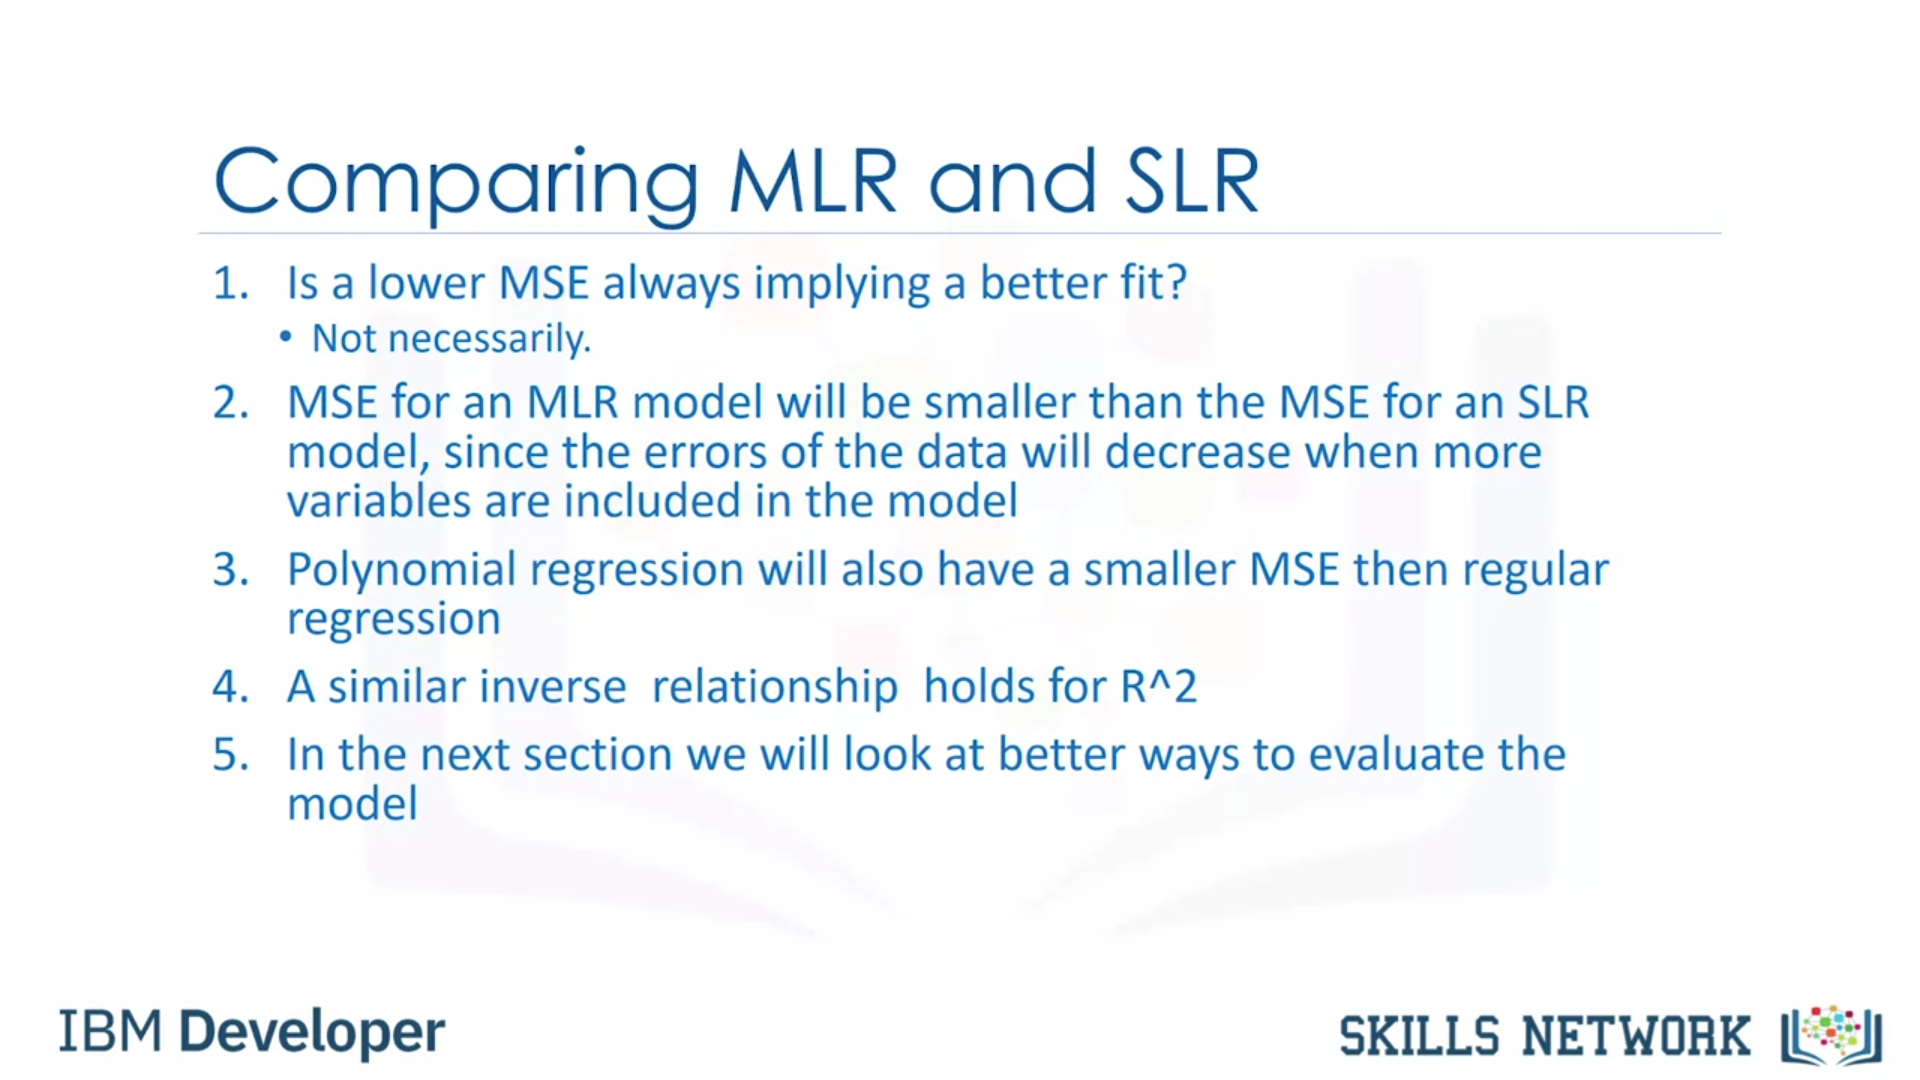 Comparing MLR and SLR
1. Is a lower MSE always implying a better fit?
• Not necessarily.
2. MSE for an MLR model will be smaller than the MSE for an SLR
model, since the errors of the data will decrease when more
variables are included in the model
3. Polynomial regression will also have a smaller MSE then regular
regression
4. A similar inverse relationship holds for R^2
5. In the next section we will look at better ways to evaluate the
model
IBM Developer
SKILLS NETWORK